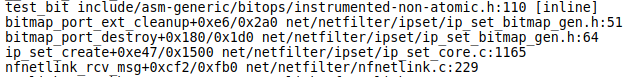 test_bit include/asm-generic/bitops/instrumented-non-atomic.h:110 [inline]
bitmap_port_ext_cleanup+0xe6/0x2a0 net/netfilter/ipset/ip_set_bitmap_gen.h:51
bitmap_port_destroy+0x180/0x1d0 net/netfilter/ipset/ip_set_bitmap_gen.h:64
ip_set_create+0xe47/0x1500 net/netfilter/ipset/ip_set_core.c:1165
nfnetlink_rcv_msg+0xcf2/0xfb0 net/netfilter/nfnetlink.c:229